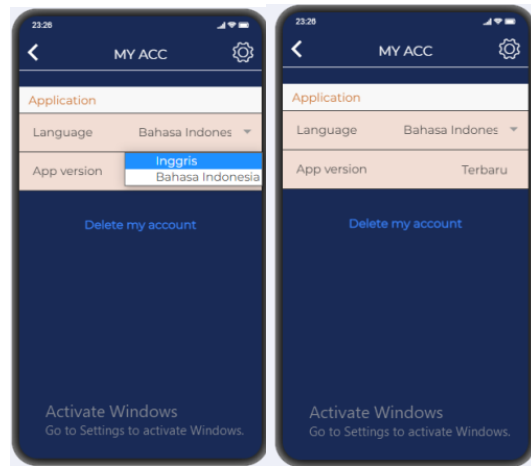 23:26
MY ACC
Application
Language Bahasa Indones
Inggris
App version Bahasa Indonesia
Delete my account
Activate Windows
Go to Settings to activate Windows.
23:26
MY ACC
Application
Language Bahasa Indones
App version Terbaru
Delete my account
Activate Windows
Go to Settings to activate Windows.